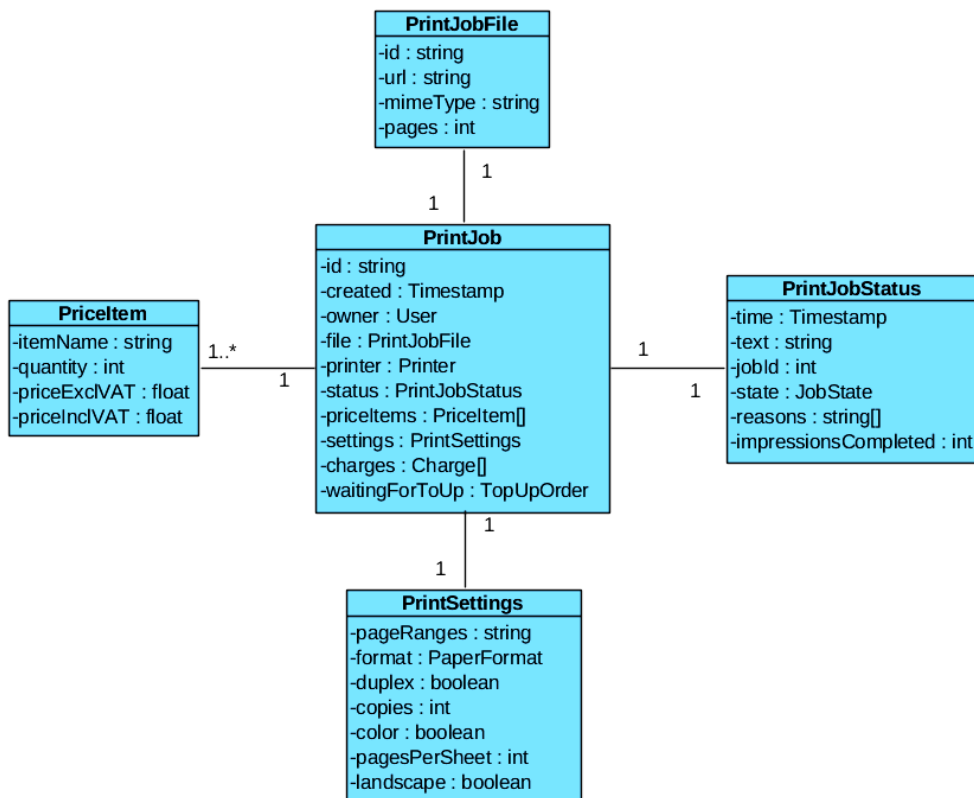 PrintJobFile
-id : string
-url : string
-mimeType : string
-pages : int
1
1
PrintJob
-id : string
-created : Timestamp
-owner : User
-file : PrintJobFile
-printer : Printer
-status : PrintJobStatus
-priceItems : PriceItem[]
-settings : PrintSettings
-charges : Charge[]
-waitingForToUp : TopUpOrder
PriceItem
-itemName : string
-quantity : int
-priceExclVAT : float
-priceInclVAT : float
1..*
1
1
1
PrintJobStatus
-time : Timestamp
-text : string
-jobId : int
-state : JobState
-reasons : string[]
-impressionsCompleted : int
1
1
PrintSettings
-pageRanges : string
-format : PaperFormat
-duplex : boolean
-copies : int
-color : boolean
-pagesPerSheet : int
-landscape : boolean